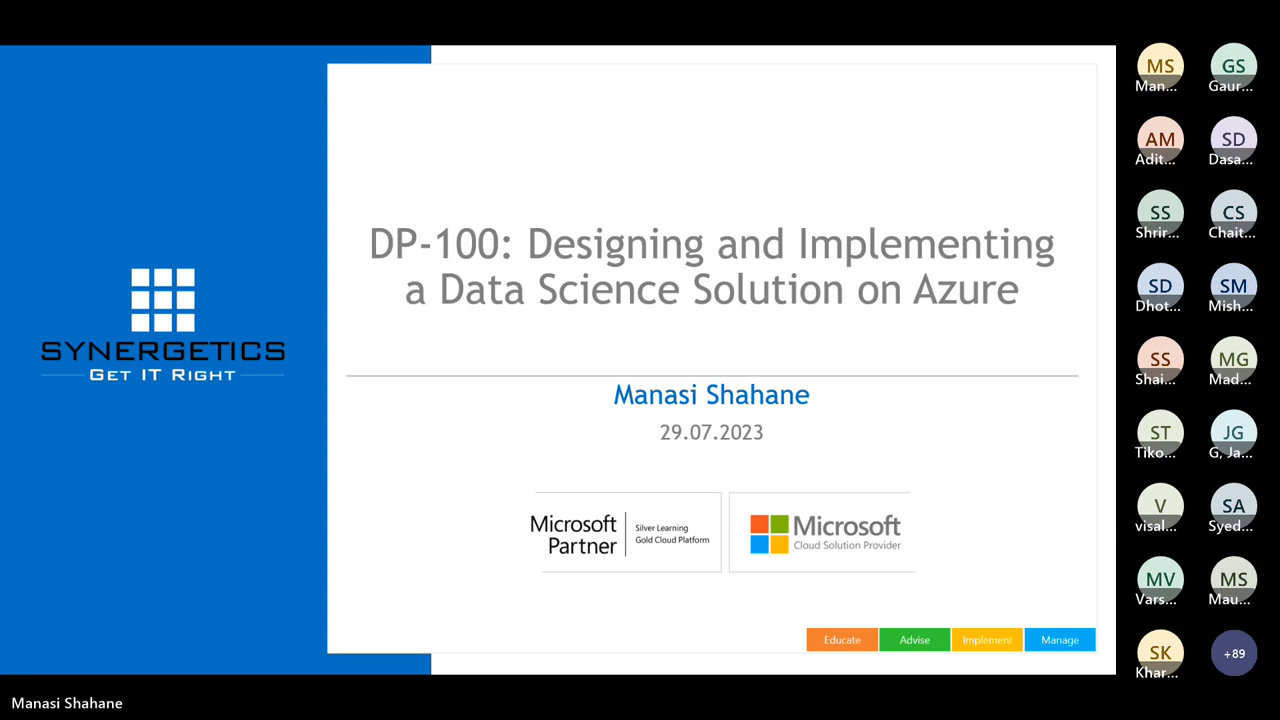 SYNERGETICS
GET IT RIGHT
DP-100: Designing and Implementing
a Data Science Solution on Azure
Manasi Shahane
29.07.2023
Microsoft
Partner
Silver Learning
Gold Cloud Platform
Microsoft
Cloud Solution Provider
Educate
Advise
Implement
Manage
MS
Man...
GS
Gaur...
AM
Adit...
SD
Dasa...
SS
Shrir...
CS
Chait...
SD
Dhot...
SM
Mish...
SS
Shai...
MG
Mad...
ST
Tiko...
JG
G, Ja...
V
visal...
SA
Syed...
MV
Vars...
MS
Mau...
SK
Khar...
+89
Manasi Shahane